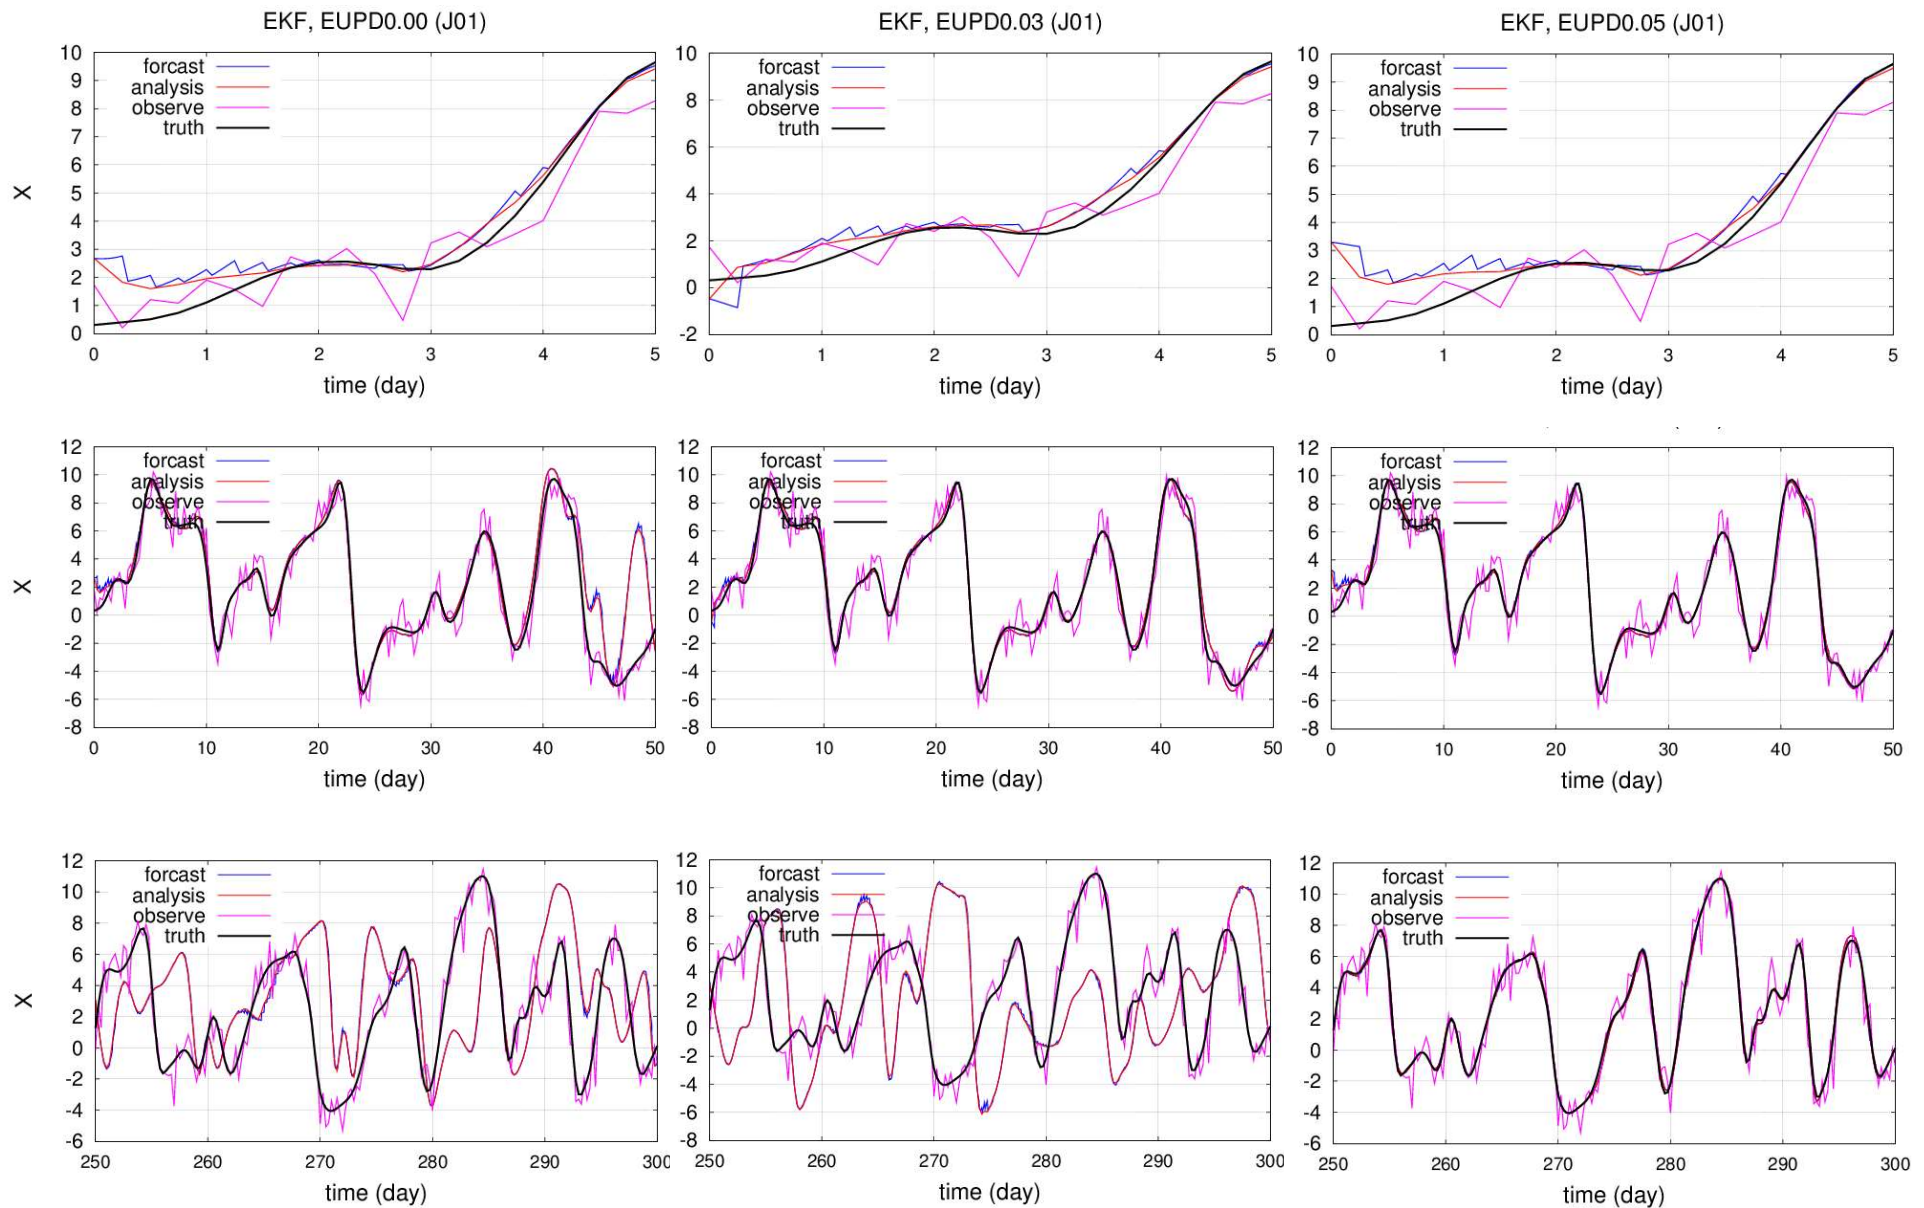 EKF, EUPD0.00 (J01)
EKF, EUPD0.03 (J01)
EKF, EUPD0.05 (J01)
X
10
9
8
7
6
5
4
3
2
1
0
forcast
analysis
observe
truth
0 1 2 3 4 5
time (day)
10
8
6
4
2
0
-2
forcast
analysis
observe
truth
0 1 2 3 4 5
time (day)
10
9
8
7
6
5
4
3
2
1
0
forcast
analysis
observe
truth
0 1 2 3 4 5
time (day)
X
12
10
8
6
4
2
0
-2
-4
-6
-8
forcast
analysis
observe
truth
0 10 20 30 40 50
time (day)
12
10
8
6
4
2
0
-2
-4
-6
-8
forcast
analysis
observe
truth
0 10 20 30 40 50
time (day)
12
10
8
6
4
2
0
-2
-4
-6
-8
forcast
analysis
observe
truth
0 10 20 30 40 50
time (day)
X
12
10
8
6
4
2
0
-2
-4
-6
forcast
analysis
observe
truth
250 260 270 280 290 300
time (day)
12
10
8
6
4
2
0
-2
-4
-6
-8
forcast
analysis
observe
truth
250 260 270 280 290 300
time (day)
12
10
8
6
4
2
0
-2
-4
-6
forcast
analysis
observe
truth
250 260 270 280 290 300
time (day)